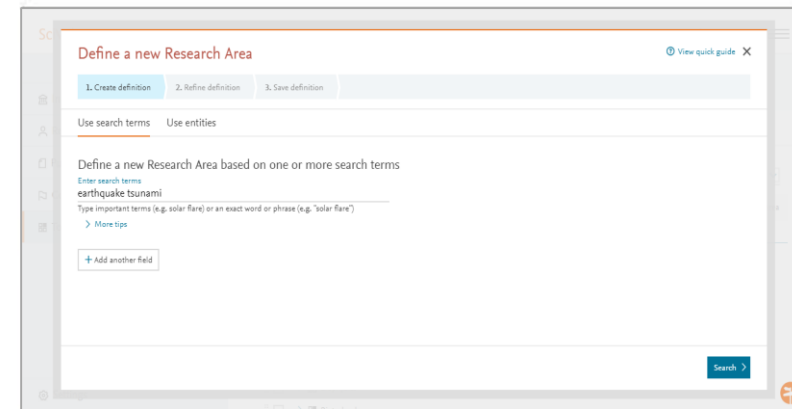 Sc
Define a new Research Area
View quick guide X
1. Create definition 2. Refine definition 3. Save definition
Use search terms Use entities
Define a new Research Area based on one or more search terms
Enter search terms
earthquake tsunami
Type important terms (e.g. solar flare) or an exact word or phrase (e.g. "solar flare")
> More tips
+ Add another field
Search >